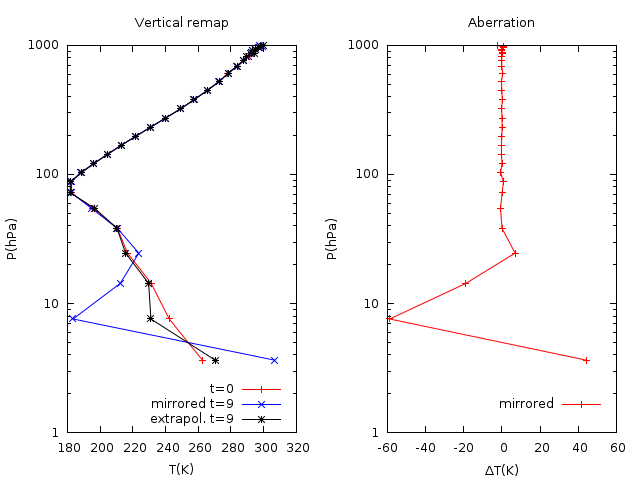 Vertical remap
1000
100
10
1
P(hPa)
t=0
mirrored t=9
extrapol. t=9
180 200 220 240 260 280 300 320
T(K)
Aberration
1000
100
10
1
P(hPa)
mirrored
-60 -40 -20 0 20 40 60
ΔT(K)